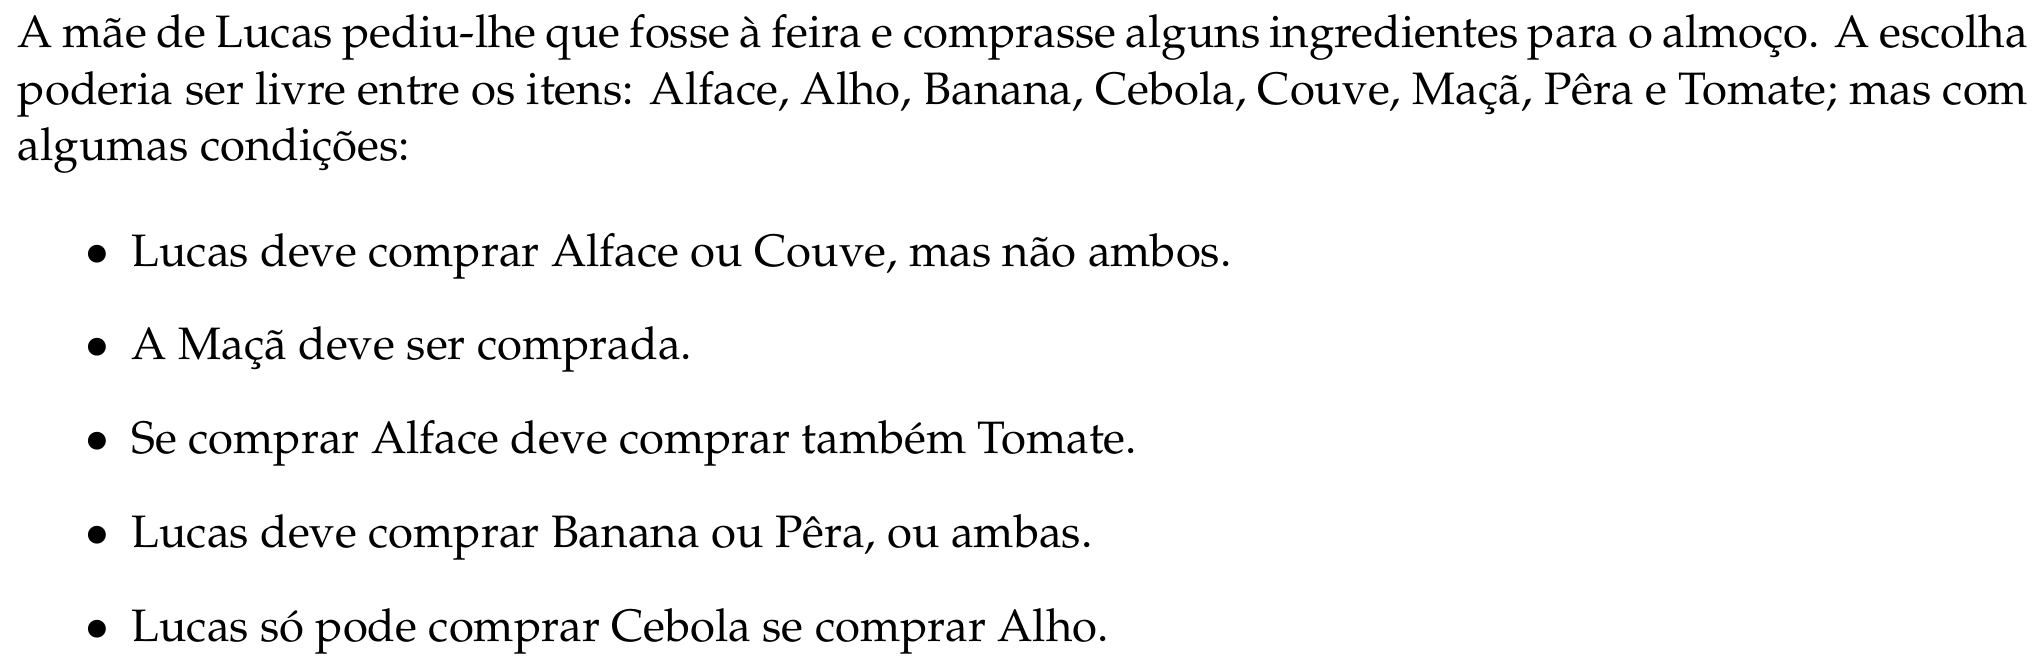 A mãe de Lucas pediu-lhe que fosse à feira e comprasse alguns ingredientes para o almoço. A escolha
poderia ser livre entre os itens: Alface, Alho, Banana, Cebola, Couve, Maçã, Pêra e Tomate; mas com
algumas condições:
• Lucas deve comprar Alface ou Couve, mas não ambos.
• A Maçã deve ser comprada.
• Se comprar Alface deve comprar também Tomate.
• Lucas deve comprar Banana ou Pêra, ou ambas.
• Lucas só pode comprar Cebola se comprar Alho.